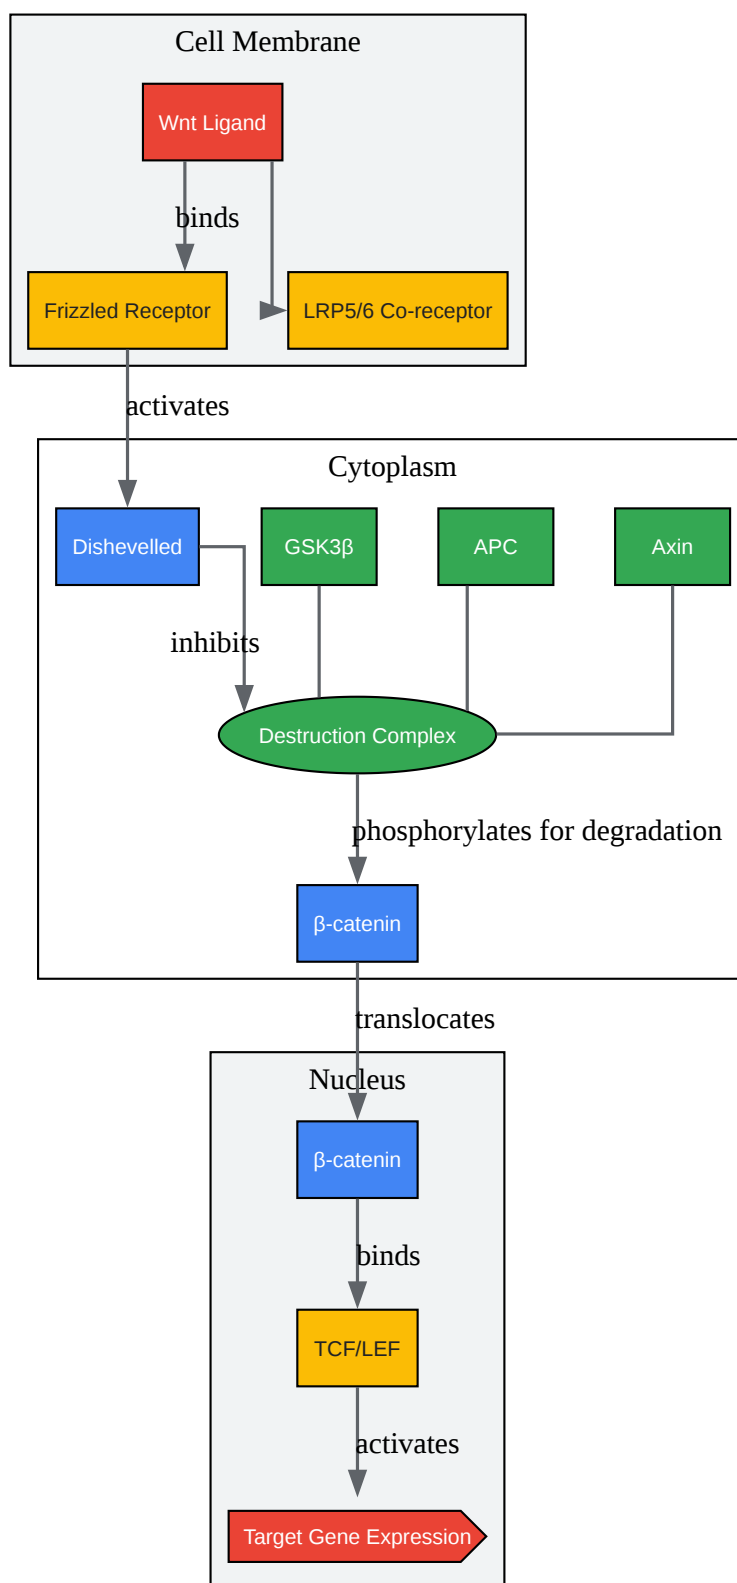 Cell Membrane
Wnt Ligand
binds
Frizzled Receptor
LRP5/6 Co-receptor
activates
Cytoplasm
Dishevelled
GSK3β
APC
Axin
inhibits
Destruction Complex
phosphorylates for degradation
β-catenin
translocates
Nucleus
β-catenin
binds
TCF/LEF
activates
Target Gene Expression